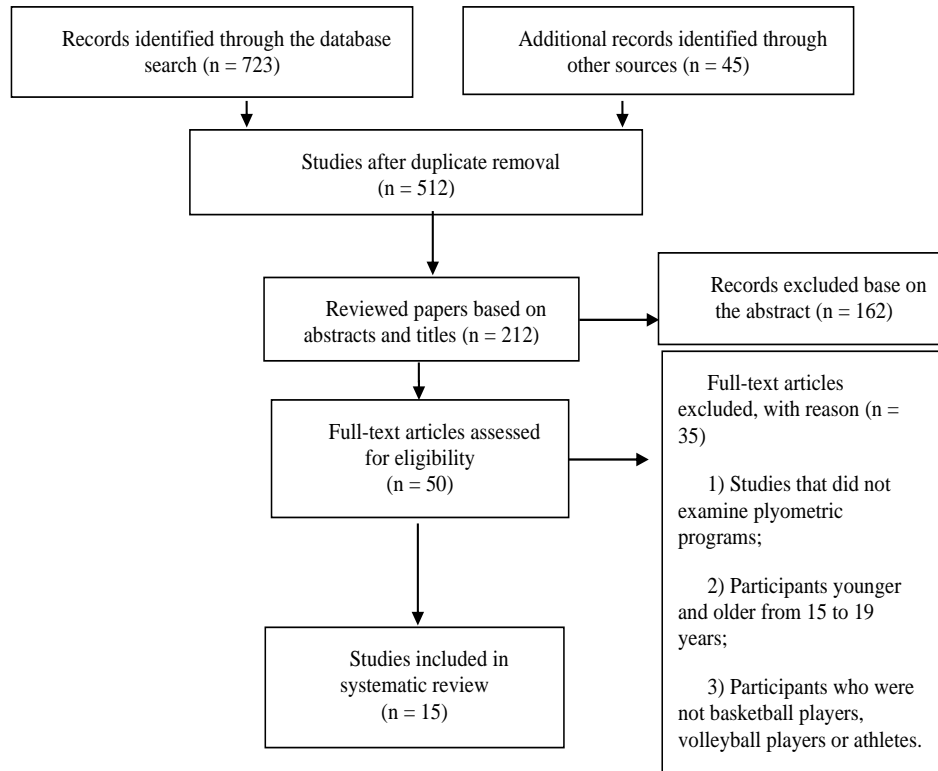 Records identified through the database
search (n = 723)
Additional records identified through
other sources (n = 45)
Studies after duplicate removal
(n = 512)
Reviewed papers based on
abstracts and titles (n = 212)
Records excluded base on
the abstract (n = 162)
Full-text articles assessed
for eligibility
(n = 50)
Full-text articles
excluded, with reason (n =
35)
1) Studies that did not
examine plyometric
programs;
2) Participants younger
and older from 15 to 19
years;
3) Participants who were
not basketball players,
volleyball players or athletes.
Studies included in
systematic review
(n = 15)